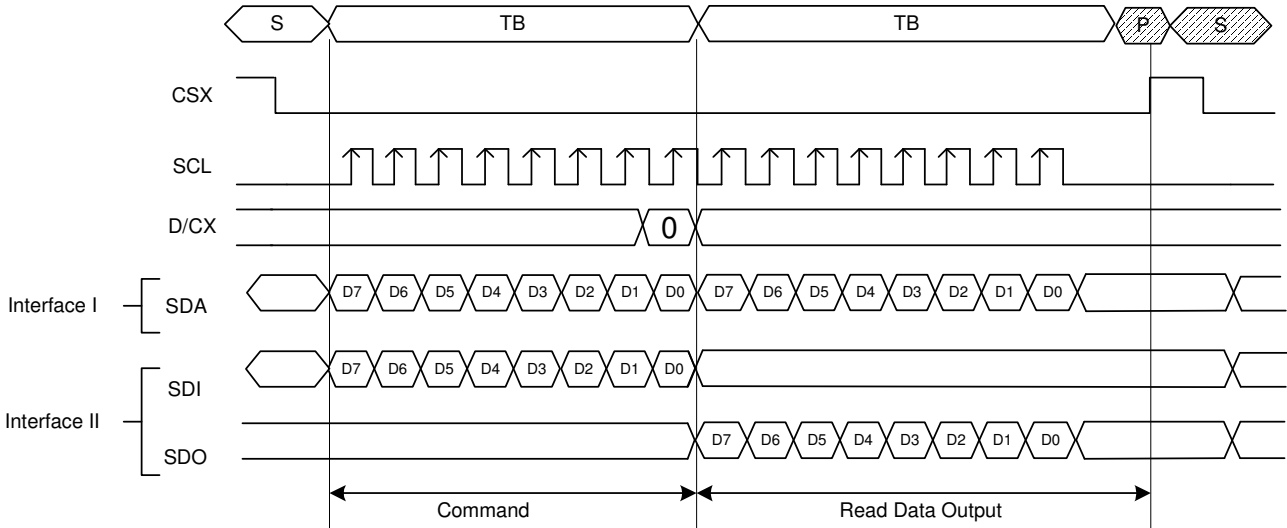 S TB TB P S
CSX
SCL
D/CX 0
Interface I SDA D7 D6 D5 D4 D3 D2 D1 D0 D7 D6 D5 D4 D3 D2 D1 D0
Interface II SDI D7 D6 D5 D4 D3 D2 D1 D0
SDO D7 D6 D5 D4 D3 D2 D1 D0
Command Read Data Output